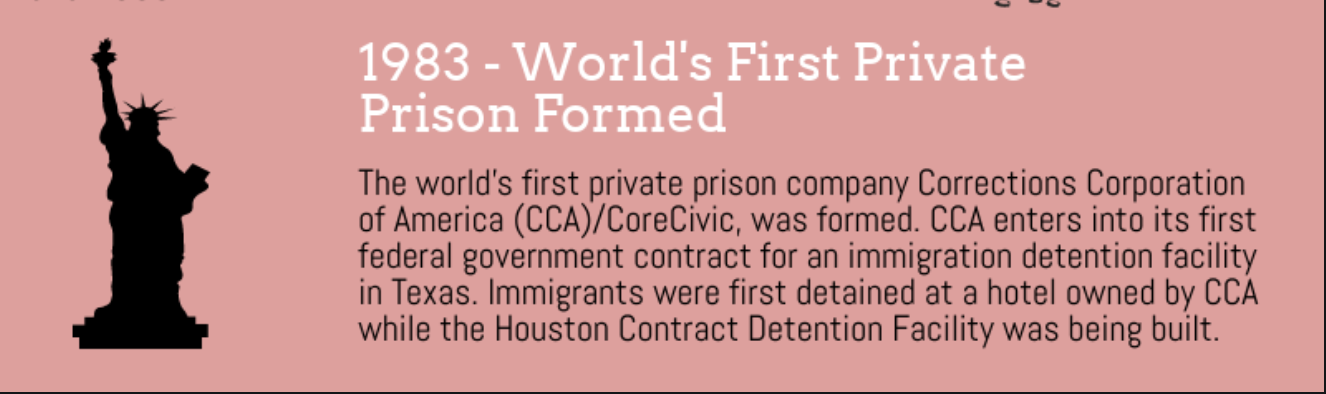 1983 - World's First Private
Prison Formed
The world's first private prison company Corrections Corporation
of America (CCA)/CoreCivic, was formed. CCA enters into its first
federal government contract for an immigration detention facility
in Texas. Immigrants were first detained at a hotel owned by CCA
while the Houston Contract Detention Facility was being built.